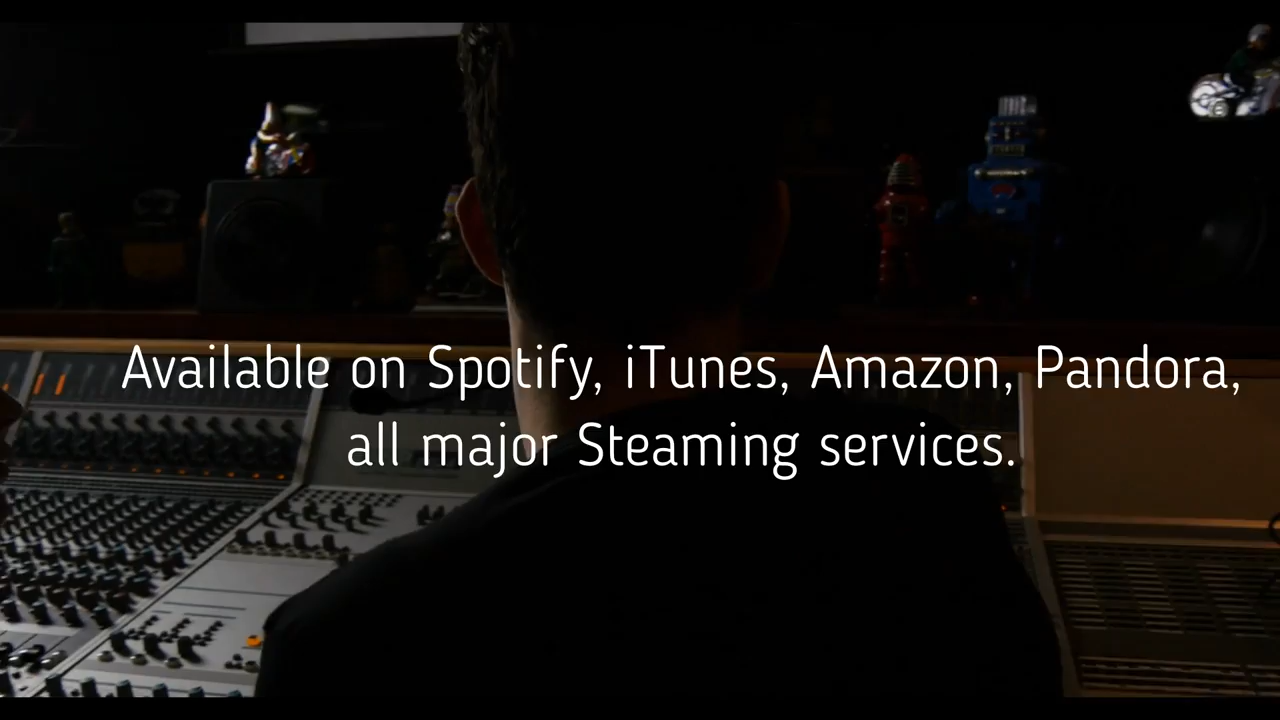 Available on Spotify, iTunes, Amazon, Pandora,
all major Steaming services.